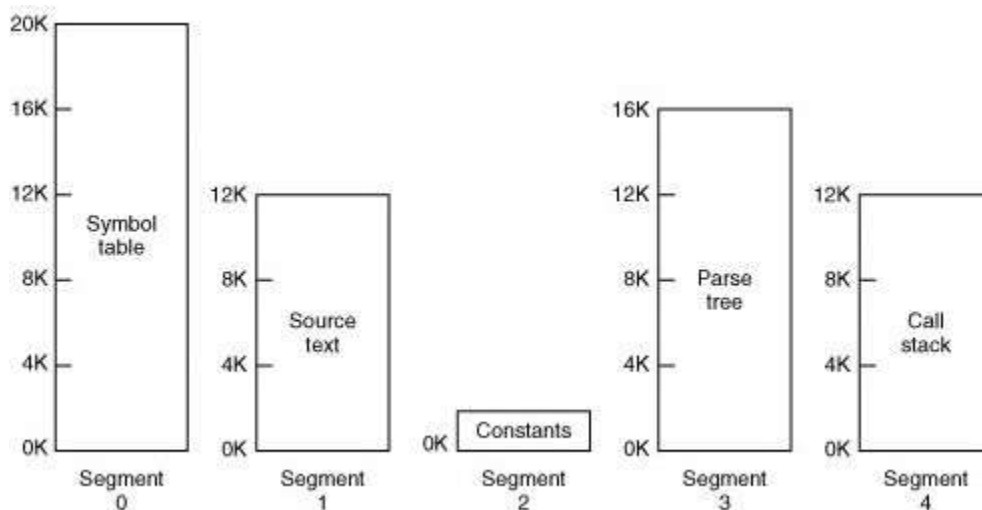 20K
16K
12K
8K
4K
0K
Symbol
table
Segment
0
12K
8K
4K
0K
Source
text
Segment
1
0K
Constants
Segment
2
16K
12K
8K
4K
0K
Parse
tree
Segment
3
12K
8K
4K
0K
Call
stack
Segment
4